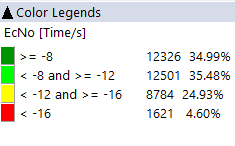 Color Legends
EcNo [Time/s]
>= -8 12326 34.99%
< -8 and >= -12 12501 35.48%
< -12 and >= -16 8784 24.93%
< -16 1621 4.60%